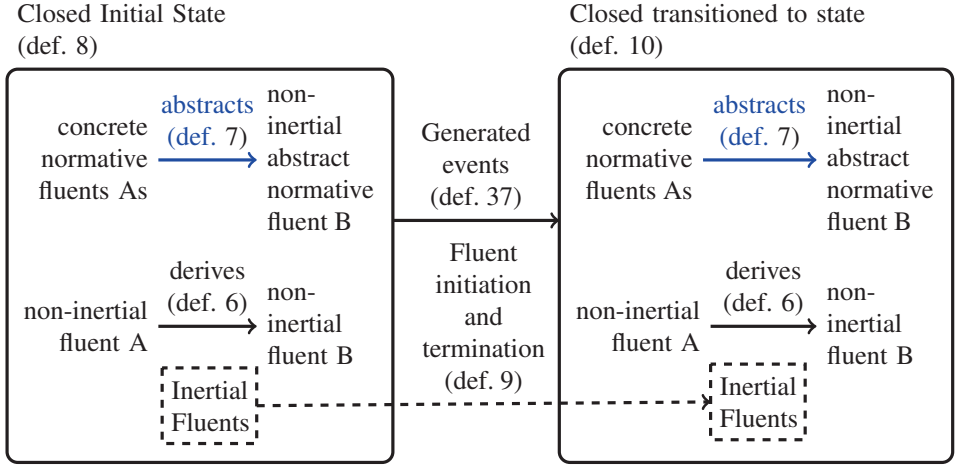 Closed Initial State
(def. 8)
concrete
normative
fluents As
abstracts
(def. 7)
non-
inertial
abstract
normative
fluent B
non-inertial
fluent A
derives
(def. 6)
non-
inertial
fluent B
Inertial
Fluents
Generated
events
(def. 37)
Fluent
initiation
and
termination
(def. 9)
Closed transitioned to state
(def. 10)
concrete
normative
fluents As
abstracts
(def. 7)
non-
inertial
abstract
normative
fluent B
non-inertial
fluent A
derives
(def. 6)
non-
inertial
fluent B
Inertial
Fluents